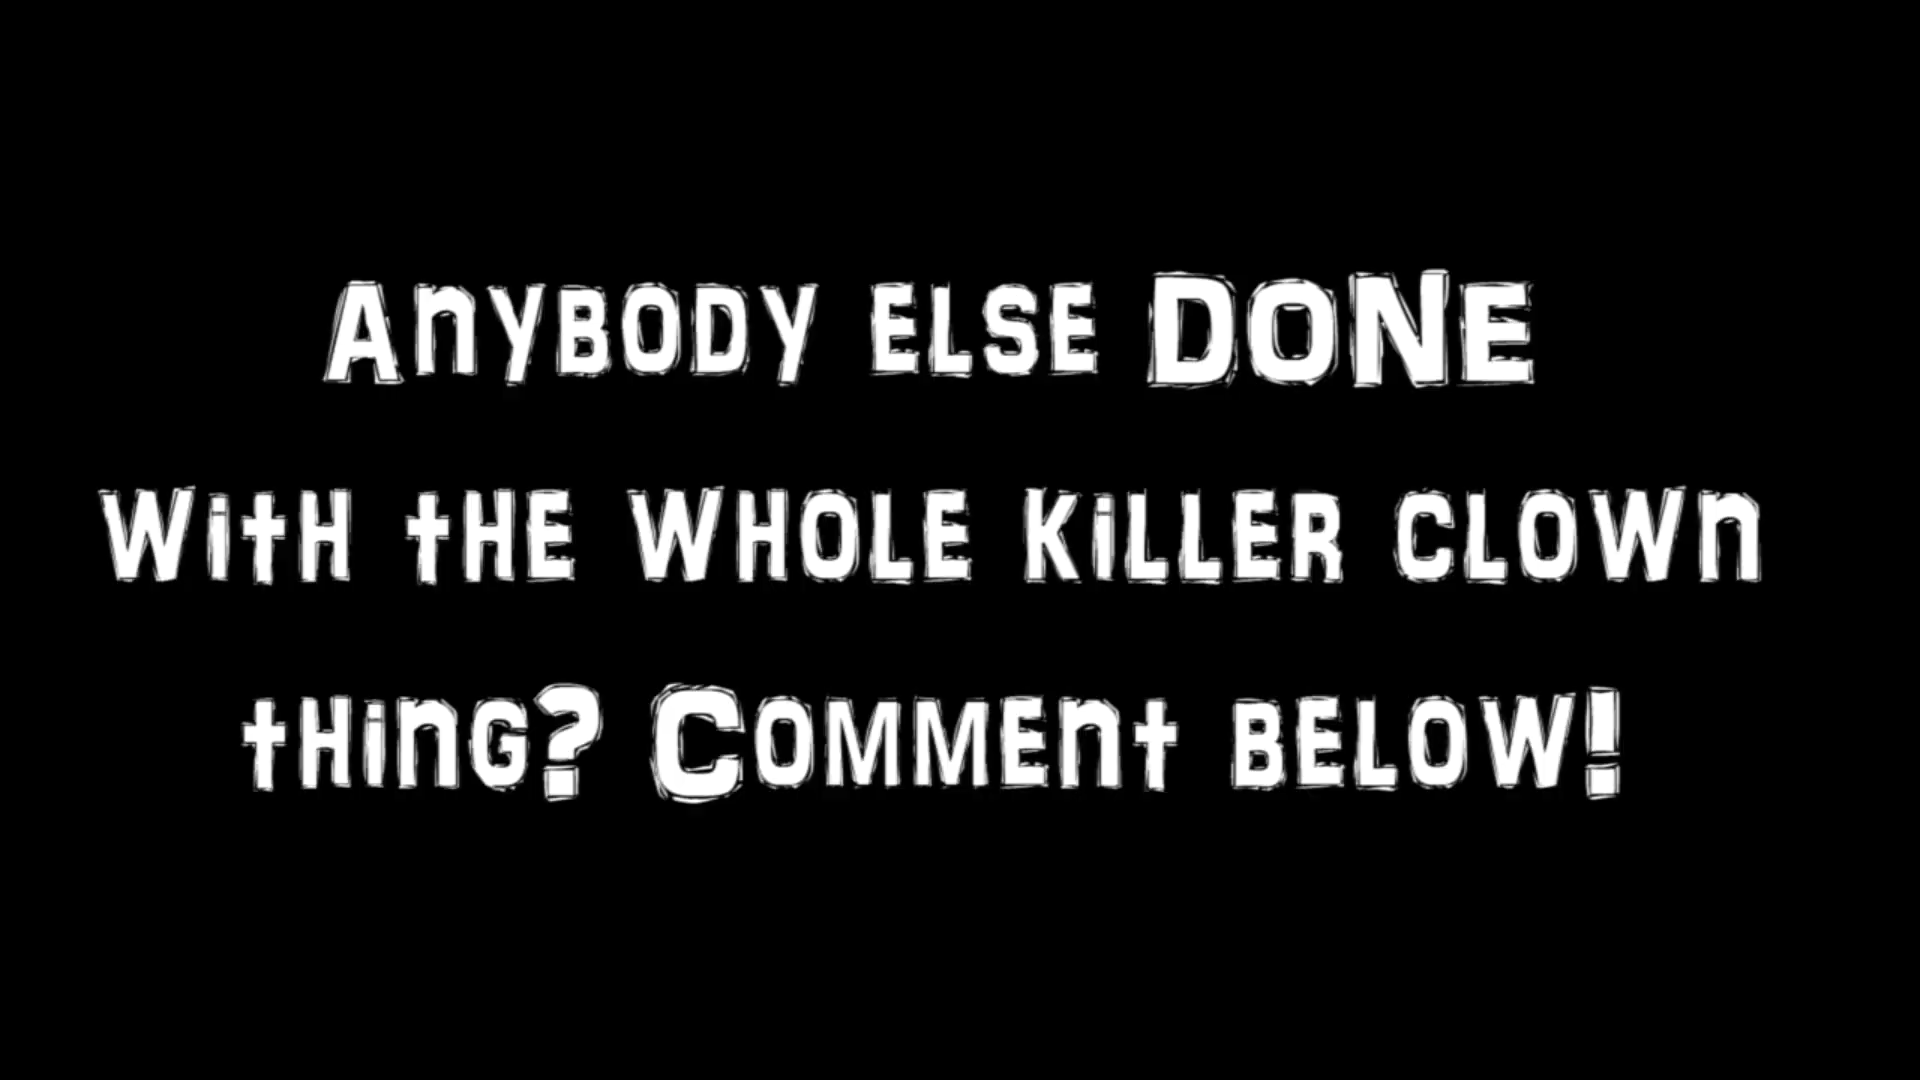 Anybody else DONE
with the whole killer clown
thing? Comment below!